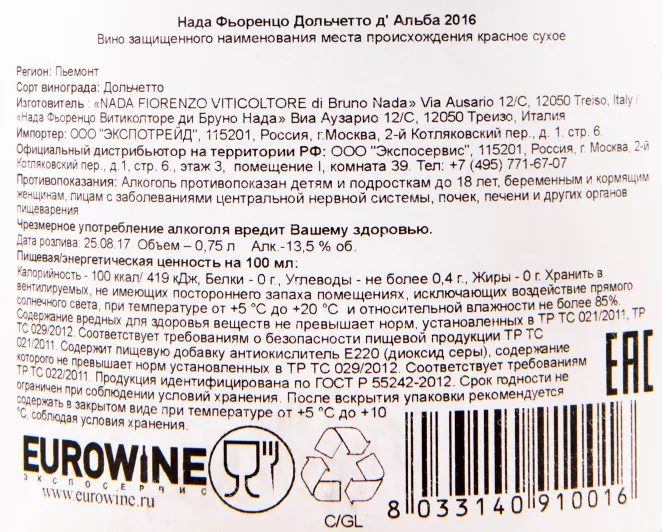 Нада Фьоренцо Дольчетто д' Альба 2016
Вино защищенного наименования места происхождения красное сухое
Регион: Пьемонт
Сорт винограда: Дольчетто
Изготовитель : «NADA FIORENZO VITICOLTORE di Bruno Nada» Via Ausario 12/C, 12050 Treiso, Italy /
«Нада Фьоренцо Витиколторе ди Бруно Нада» Виа Аузарио 12/С, 12050 Треизо, Италия
Импортер: ООО "ЭКСПОТРЕЙД", 115201, Россия, г.Москва, 2-й Котляковский пер., д.1. стр. 6.
Официальный дистрибьютор на территории РФ: ООО "Экспосервис", 115201, Россия, г. Москва, 2-й
Котляковский пер., д.1, стр. 6., этаж 3, помещение I, комната 39. Тел: +7 (495) 771-67-07
Противопоказания: Алкоголь противопоказан детям и подросткам до 18 лет, беременным и кормящим
женщинам, лицам с заболеваниями центральной нервной системы, почек, печени и других органов
пищеварения
Чрезмерное употребление алкоголя вредит Вашему здоровью.
Дата розлива: 25.08.17 Объем – 0,75 л Алк.-13,5 % об.
Пищевая/энергетическая ценность на 100 мл:
Калорийность - 100 ккал/ 419 кДж, Белки - 0 г., Углеводы - не более 0,4 г., Жиры - 0 г. Хранить в
вентилируемых, не имеющих постороннего запаха помещениях, исключающих воздействие прямого
солнечного света, при температуре от +5 °С до +20 °С и относительной влажности не более 85%.
Содержание вредных для здоровья веществ не превышает норм, установленных в ТР ТС 021/2011, ТР
ТС 029/2012. Соответствует требованиям о безопасности пищевой продукции ТР ТС
021/2011. Содержит пищевую добавку антиокислитель Е220 (диоксид серы), содержание
которого не превышает норм установленных в ТР ТС 029/2012. Соответствует требованиям
ТР ТС 022/2011. Продукция идентифицирована по ГОСТ Р 55242-2012. Срок годности не
ограничен при соблюдении условий хранения. После вскрытия упаковки рекомендуется
содержать в закрытом виде при температуре от +5 °С до +10
°С, соблюдая условия хранения.
EAC
EUROWINE
ЭКСПОСЕРВИС
www.eurowine.ru
C/GL
8 033140 910016